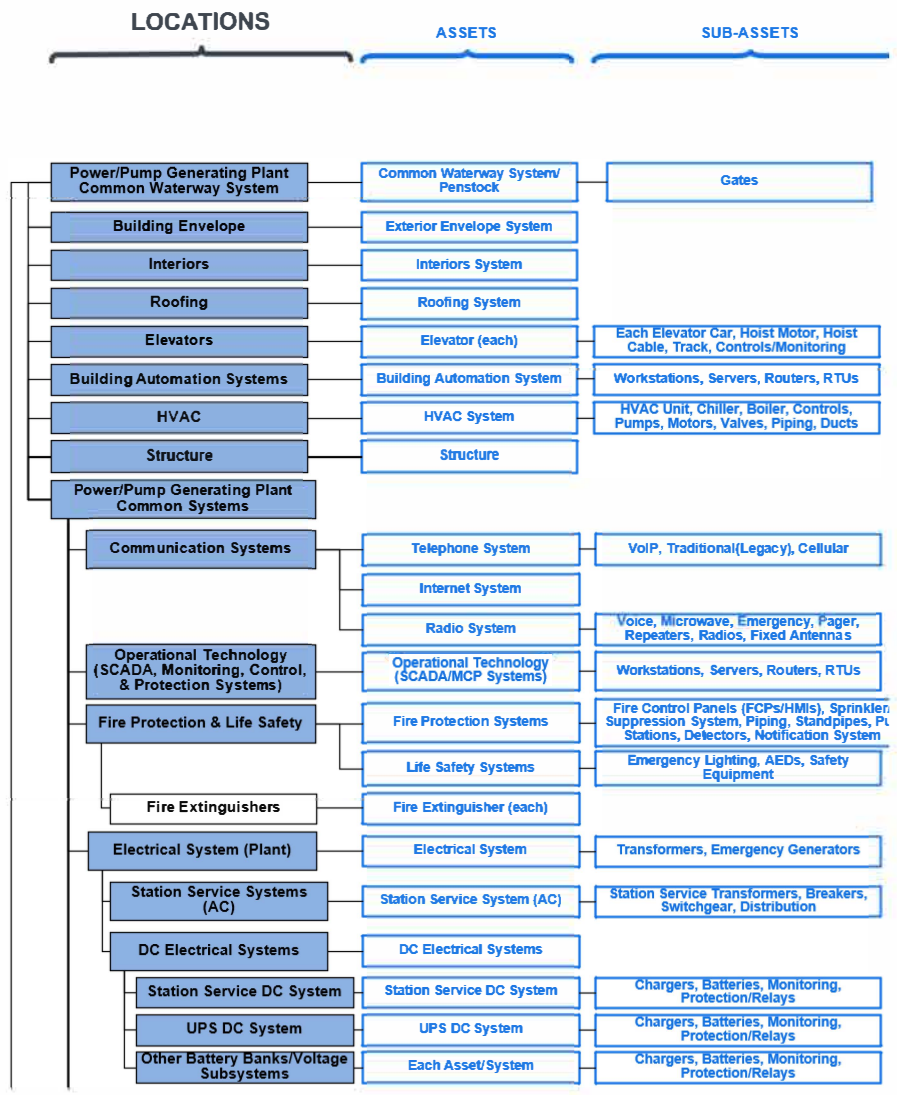 LOCATIONS
ASSETS
SUB-ASSETS
Power/Pump Generating Plant
Common Waterway System
Common Waterway System/
Penstock
Gates
Building Envelope
Exterior Envelope System
Interiors
Interiors System
Roofing
Roofing System
Elevators
Elevator (each)
Each Elevator Car, Hoist Motor, Hoist
Cable, Track, Controls/Monitoring
Building Automation Systems
Building Automation System
Workstations, Servers, Routers, RTUs
HVAC
HVAC System
HVAC Unit, Chiller, Boiler, Controls,
Pumps, Motors, Valves, Piping, Ducts
Structure
Structure
Power/Pump Generating Plant
Common Systems
Communication Systems
Telephone System
VoIP, Traditional(Legacy), Cellular
Internet System
Radio System
Voice, Microwave, Emergency, Pager,
Repeaters, Radios, Fixed Antennas
Operational Technology
(SCADA, Monitoring, Control,
& Protection Systems)
Operational Technology
(SCADA/MCP Systems)
Workstations, Servers, Routers, RTUs
Fire Protection & Life Safety
Fire Protection Systems
Fire Control Panels (FCPs/HMIs), Sprinkler/
Suppression System, Piping, Standpipes,
Stations, Detectors, Notification System
Life Safety Systems
Emergency Lighting, AEDs, Safety
Equipment
Fire Extinguishers
Fire Extinguisher (each)
Electrical System (Plant)
Electrical System
Transformers, Emergency Generators
Station Service Systems
(AC)
Station Service System (AC)
Station Service Transformers, Breakers,
Switchgear, Distribution
DC Electrical Systems
DC Electrical Systems
Station Service DC System
Station Service DC System
Chargers, Batteries, Monitoring,
Protection/Relays
UPS DC System
UPS DC System
Chargers, Batteries, Monitoring,
Protection/Relays
Other Battery Banks/Voltage
Subsystems
Each Asset/System
Chargers, Batteries, Monitoring,
Protection/Relays